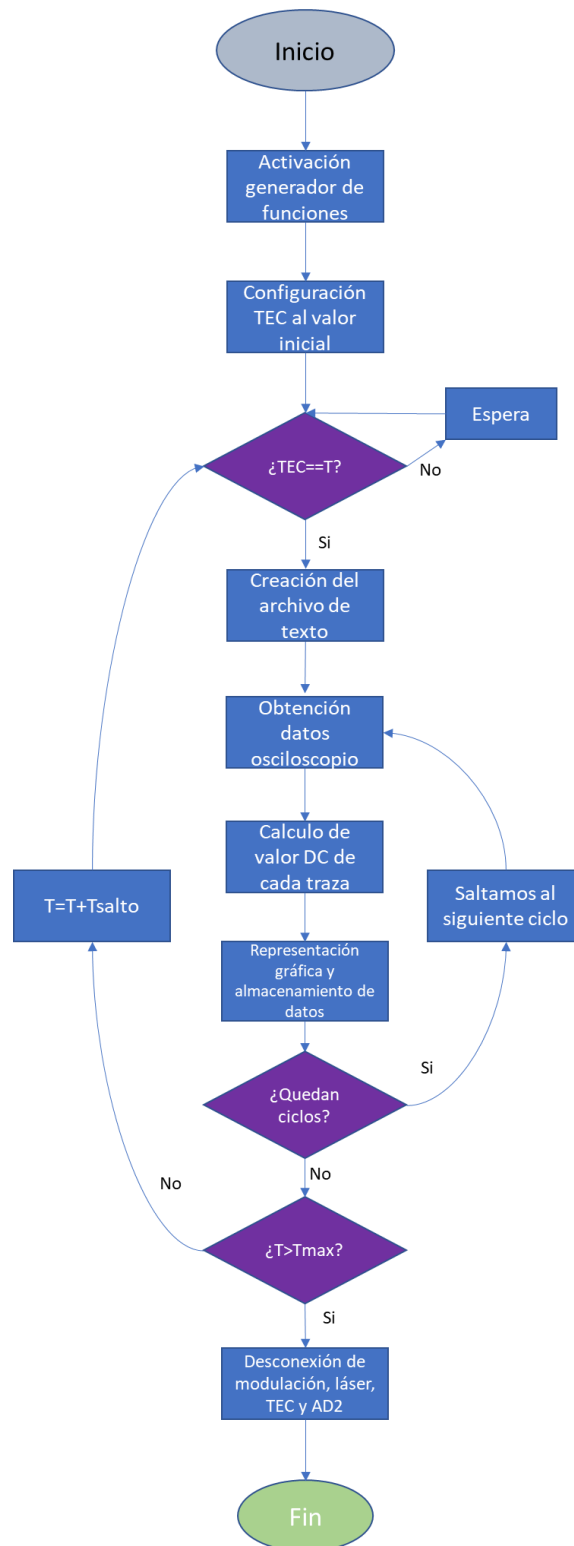 Inicio
Activación
generador de
funciones
Configuración
TEC al valor
inicial
Espera
¿TEC==T?
No
Si
Creación del
archivo de
texto
Obtención
datos
osciloscopio
Calculo de
valor DC de
cada traza
T=T+Tsalto
Saltamos al
siguiente ciclo
Representación
gráfica y
almacenamiento de
datos
Si
¿Quedan
ciclos?
No
No
¿T>Tmax?
Si
Desconexión de
modulación, láser,
TEC y AD2
Fin